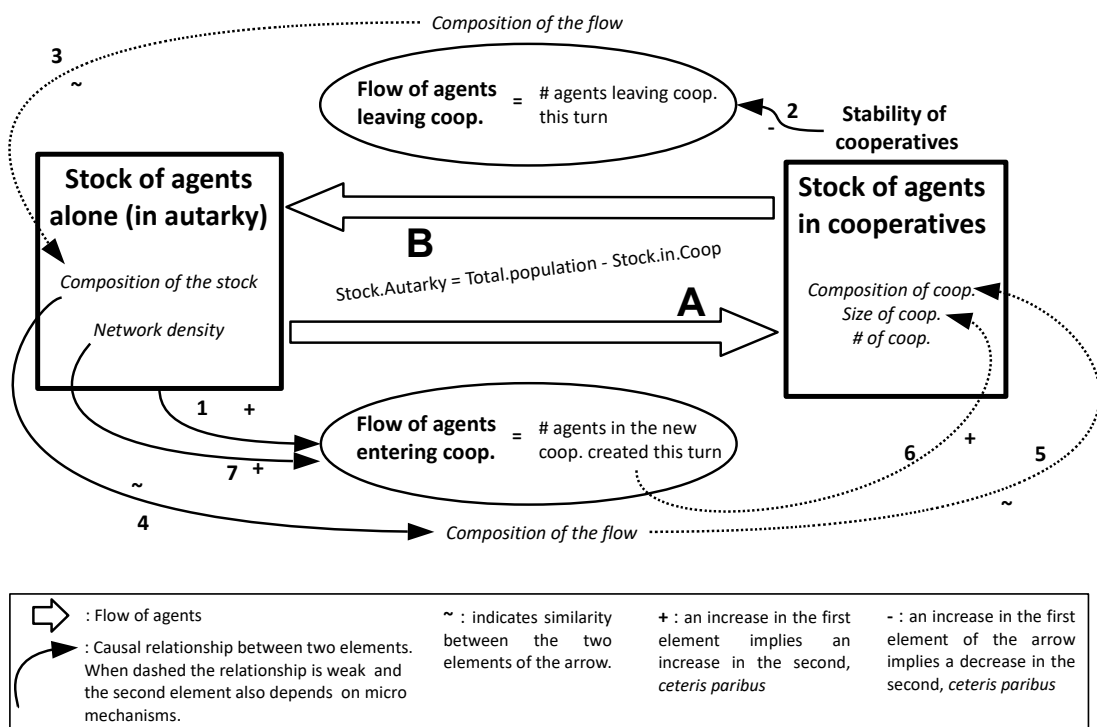 Composition of the flow
3
~
Flow of agents
leaving coop.
=
# agents leaving coop.
this turn
2
-
Stability of
cooperatives
Stock of agents
alone (in autarky)
Stock of agents
in cooperatives
B
Stock.Autarky = Total.population - Stock.in.Coop
A
Composition of the stock
Network density
Composition of coop.
Size of coop.
# of coop.
1
+
Flow of agents
entering coop.
=
# agents in the new
coop. created this turn
7
+
6
+
5
~
~
4
Composition of the flow
: Flow of agents
: Causal relationship between two elements.
When dashed the relationship is weak and
the second element also depends on micro
mechanisms.
~ : indicates similarity
between the two
elements of the arrow.
+ : an increase in the first
element implies an
increase in the second,
ceteris paribus
- : an increase in the first
element of the arrow
implies a decrease in the
second, ceteris paribus